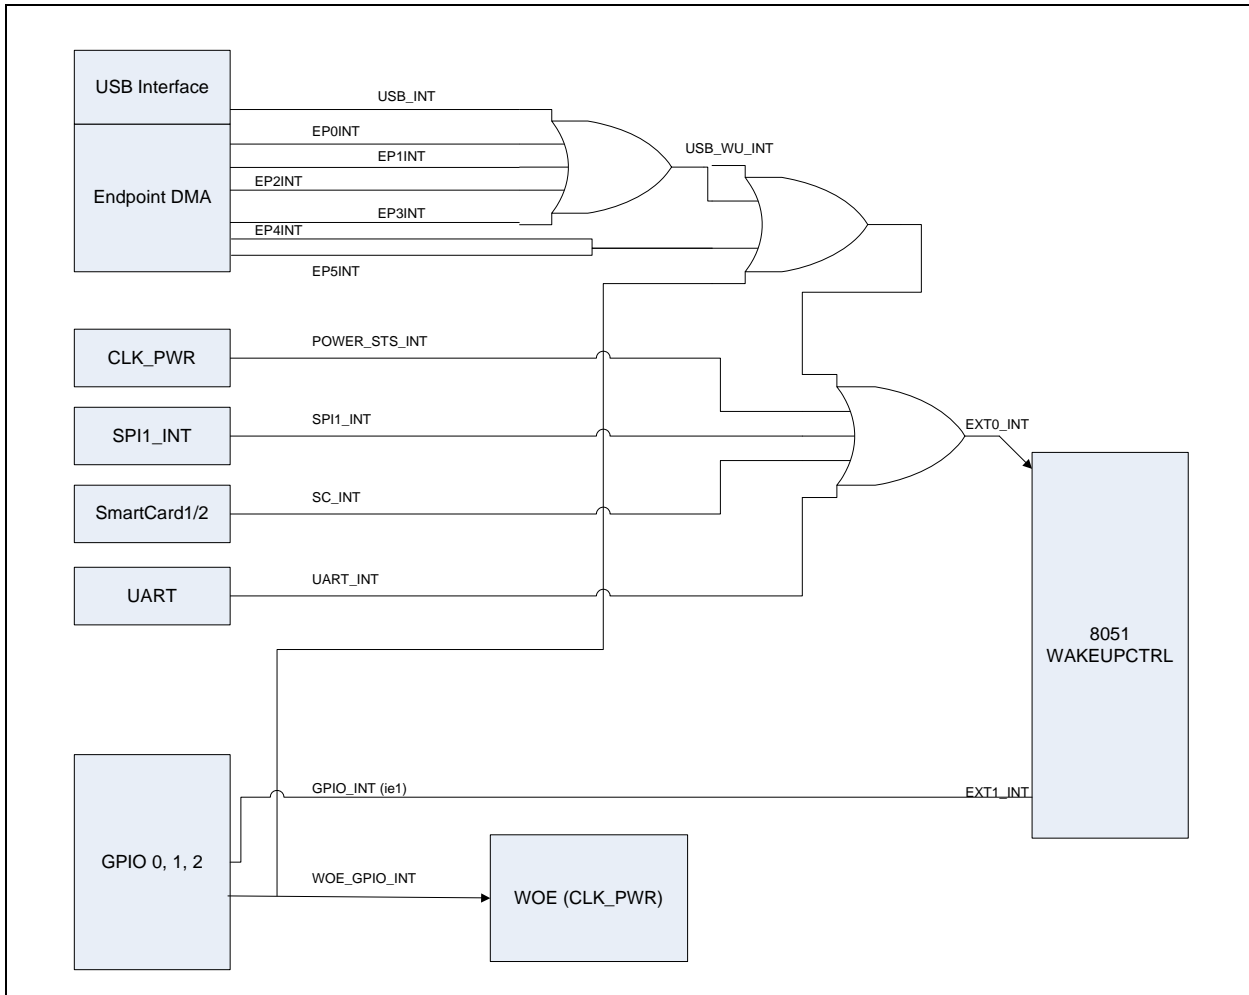 USB Interface
USB_INT
EP0INT
EP1INT
Endpoint DMA
EP2INT
EP3INT
EP4INT
EP5INT
USB_WU_INT
CLK_PWR
POWER_STS_INT
SPI1_INT
SPI1_INT
SmartCard1/2
SC_INT
UART
UART_INT
EXT0_INT
8051
WAKEUPCTRL
GPIO 0, 1, 2
GPIO_INT (ie1)
EXT1_INT
WOE_GPIO_INT
WOE (CLK_PWR)